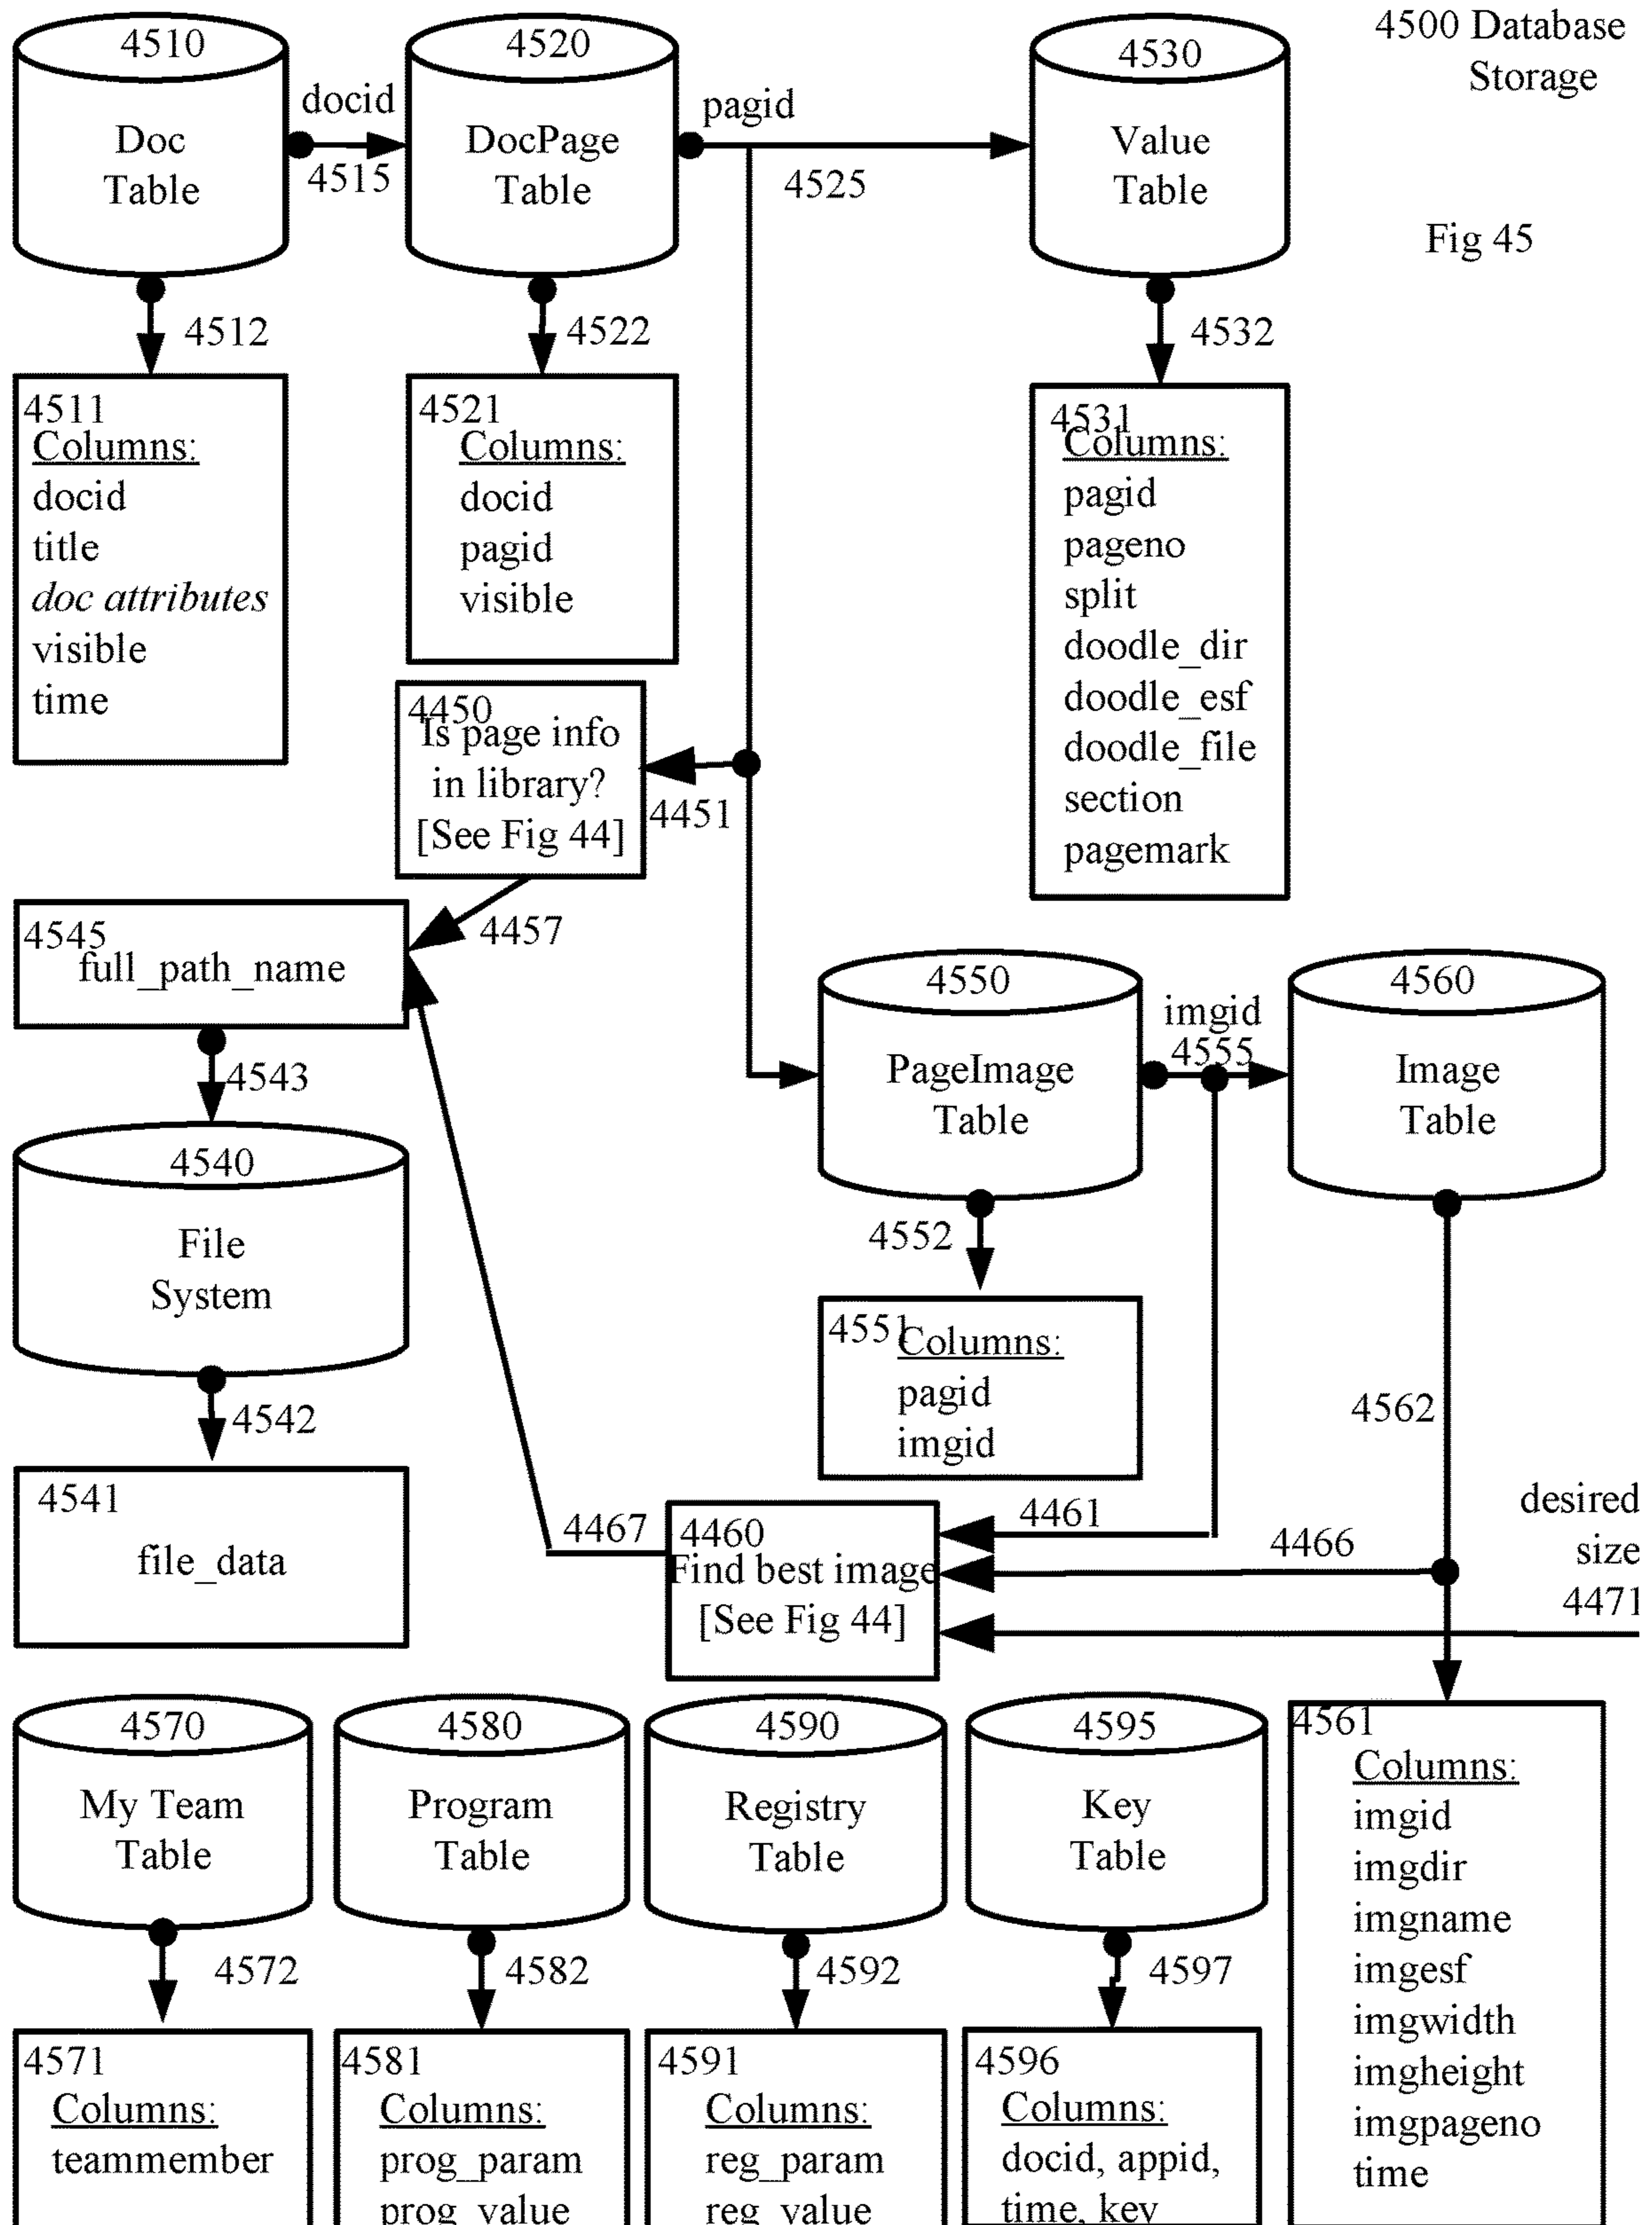 4500 Database
Storage
Fig 45
4510
Doc
Table
docid
4515
4520
DocPage
Table
pagid
4525
4530
Value
Table
4512
4522
4532
4511
Columns:
docid
title
doc attributes
visible
time
4521
Columns:
docid
pagid
visible
4531
Columns:
pagid
pageno
split
doodle_dir
doodle_esf
doodle_file
section
pagemark
4450
Is page info
in library?
[See Fig 44]
4451
4457
4545
full_path_name
4543
4540
File
System
4542
4541
file_data
4550
PageImage
Table
imgid
4555
4560
Image
Table
4552
4551
Columns:
pagid
imgid
4562
4467
4460
Find best image
[See Fig 44]
4461
4466
desired
size
4471
4570
My Team
Table
4580
Program
Table
4590
Registry
Table
4595
Key
Table
4572
4582
4592
4597
4571
Columns:
teammember
4581
Columns:
prog_param
prog_value
4591
Columns:
reg_param
reg_value
4596
Columns:
docid, appid,
time, key
4561
Columns:
imgid
imgdir
imgname
imgesf
imgwidth
imgheight
imgpageno
time